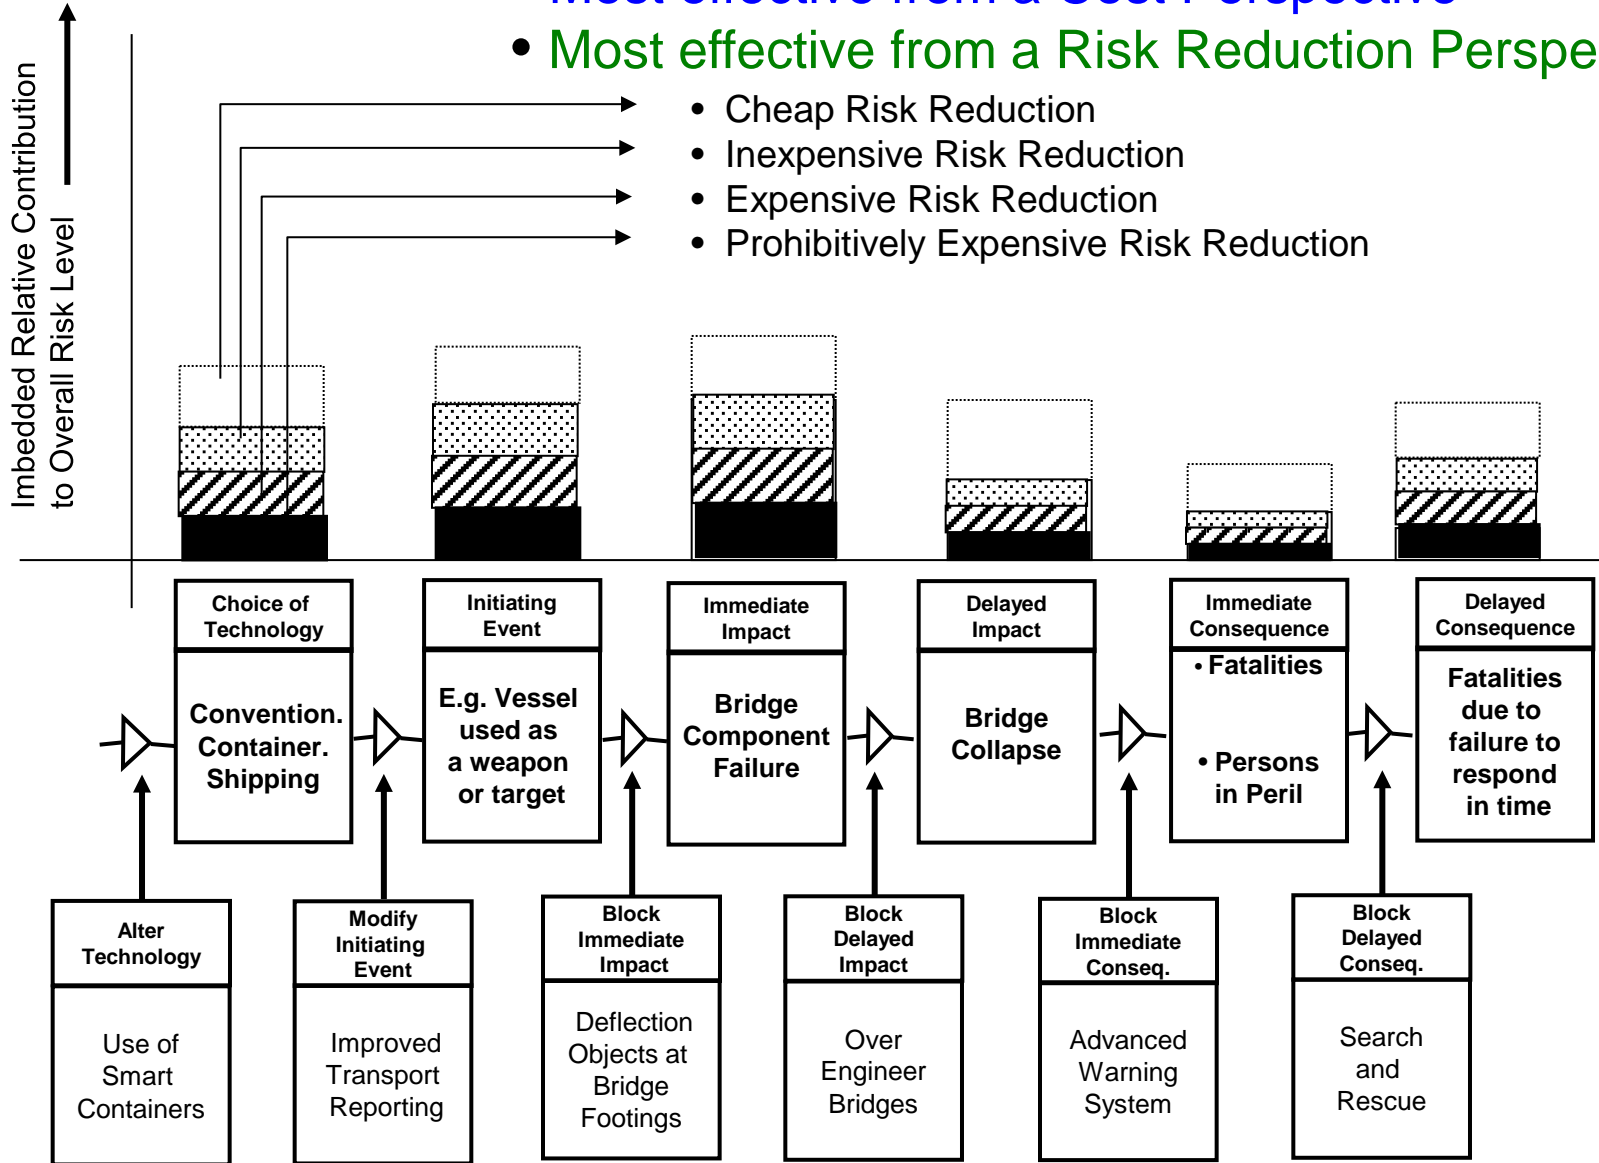 Most effective from a Cost Perspective
• Most effective from a Risk Reduction Perspe
• Cheap Risk Reduction
• Inexpensive Risk Reduction
• Expensive Risk Reduction
• Prohibitively Expensive Risk Reduction
Imbedded Relative Contribution
to Overall Risk Level
Choice of
Technology
Convention.
Container.
Shipping
Initiating
Event
E.g. Vessel
used as
a weapon
or target
Immediate
Impact
Bridge
Component
Failure
Delayed
Impact
Bridge
Collapse
Immediate
Consequence
• Fatalities
• Persons
in Peril
Delayed
Consequence
Fatalities
due to
failure to
respond
in time
Alter
Technology
Use of
Smart
Containers
Modify
Initiating
Event
Improved
Transport
Reporting
Block
Immediate
Impact
Deflection
Objects at
Bridge
Footings
Block
Delayed
Impact
Over
Engineer
Bridges
Block
Immediate
Conseq.
Advanced
Warning
System
Block
Delayed
Conseq.
Search
and
Rescue